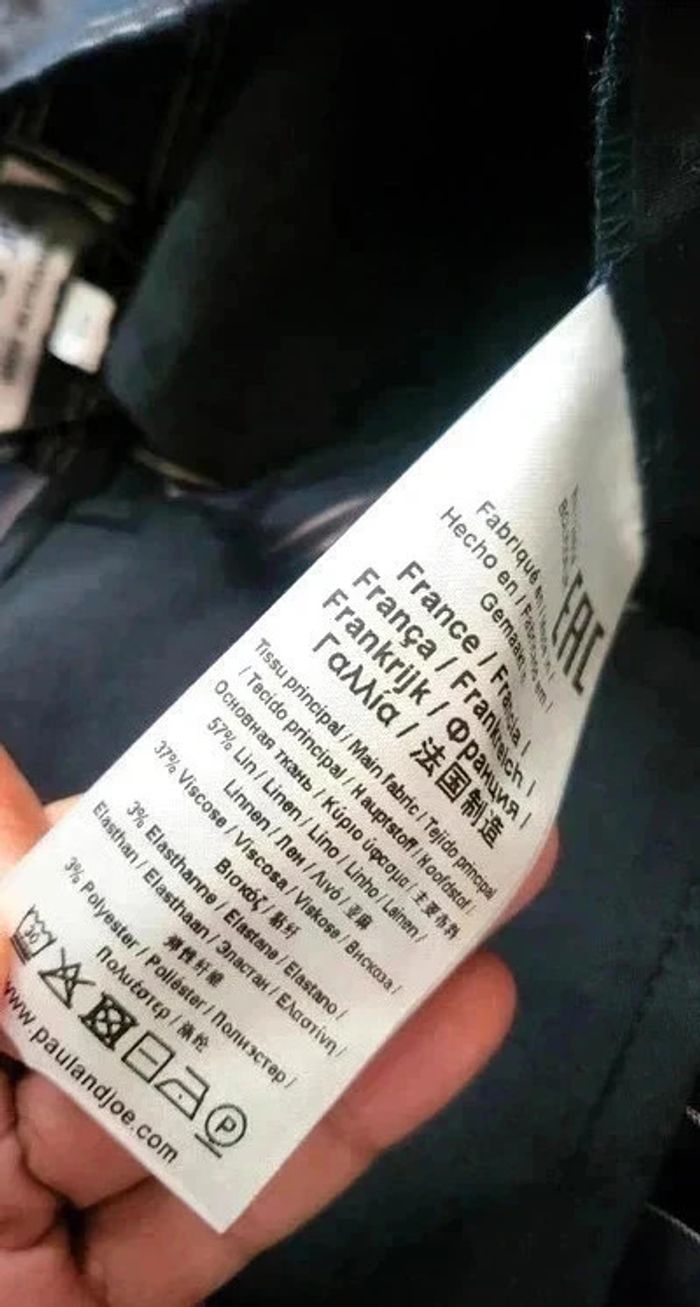 Fabriqué en /
Hecho en /
Gemaakt in
EAC
France / Francia /
França / Frankreich /
Frankrijk / Франция /
Γαλλία / 法国制造
Tissu principal / Main fabric / Tejido principal
/ Tecido principal / Hauptstoff / Hoofdstof /
Основная ткань / Κύριο ύφασμα / 主要布料
57% Lin / Linen / Lino / Linho / Leinen /
Linnen / Лен / Λινό / 亚麻
37% Viscose / Viscosa / Viskose / Вискоза /
Βισκόζ / 黏纤
3% Elasthanne / Elastane / Elastano /
Elasthan / Elasthaan / Эластан / Ελαστίνη /
弹性纤维
3% Polyester / Poliéster / Полиэстер /
Πολυέστερ / 涤纶
30
P
www.paulandjoe.com